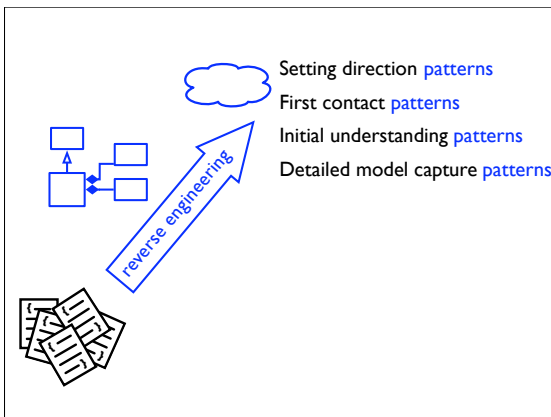 Setting direction patterns
First contact patterns
Initial understanding patterns
Detailed model capture patterns
reverse engineering